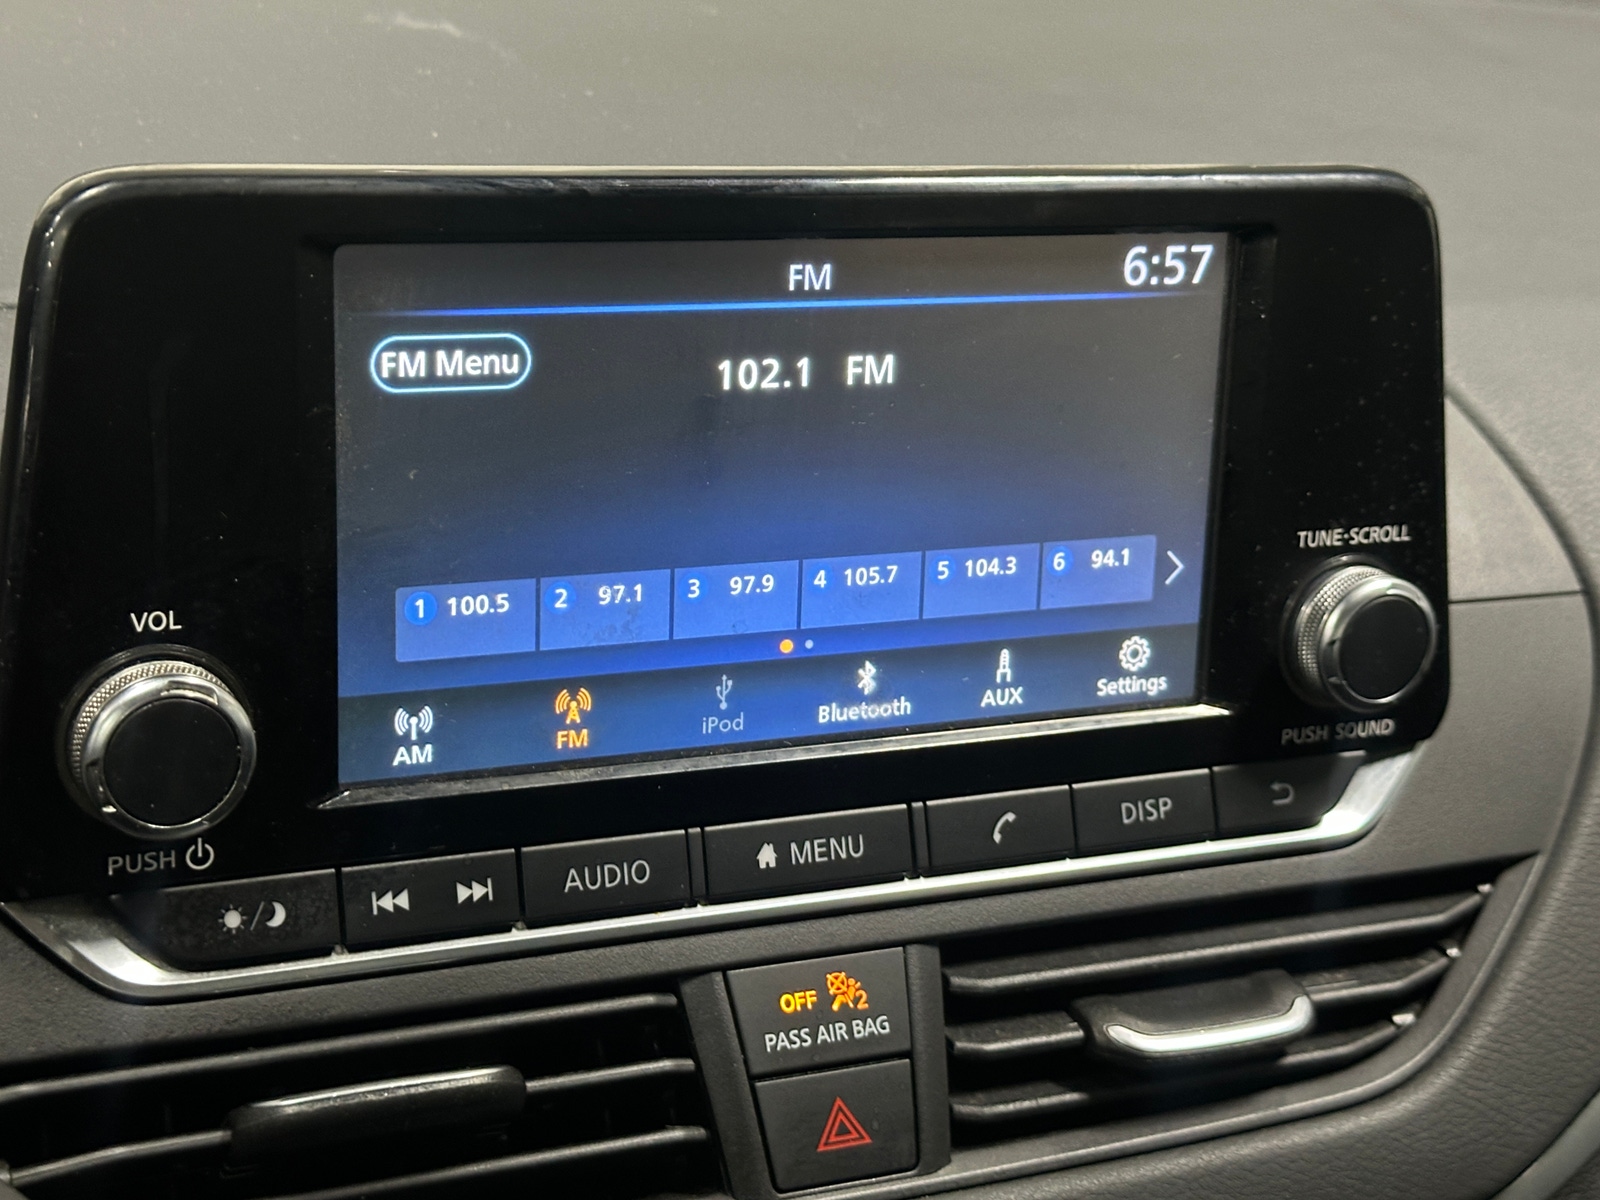 FM 6:57
FM Menu 102.1 FM
1 100.5 2 97.1 3 97.9 4 105.7 5 104.3 6 94.1
AM FM iPod Bluetooth AUX Settings
VOL
PUSH
TUNE·SCROLL
PUSH SOUND
AUDIO MENU DISP
OFF 2
PASS AIR BAG